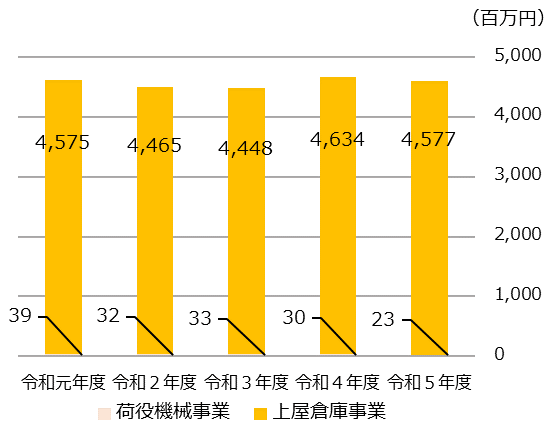 （百万円）
5,000
4,000
3,000
2,000
1,000
0
4,575 4,465 4,448 4,634 4,577
39 32 33 30 23
令和元年度 令和２年度 令和３年度 令和４年度 令和５年度
荷役機械事業 上屋倉庫事業